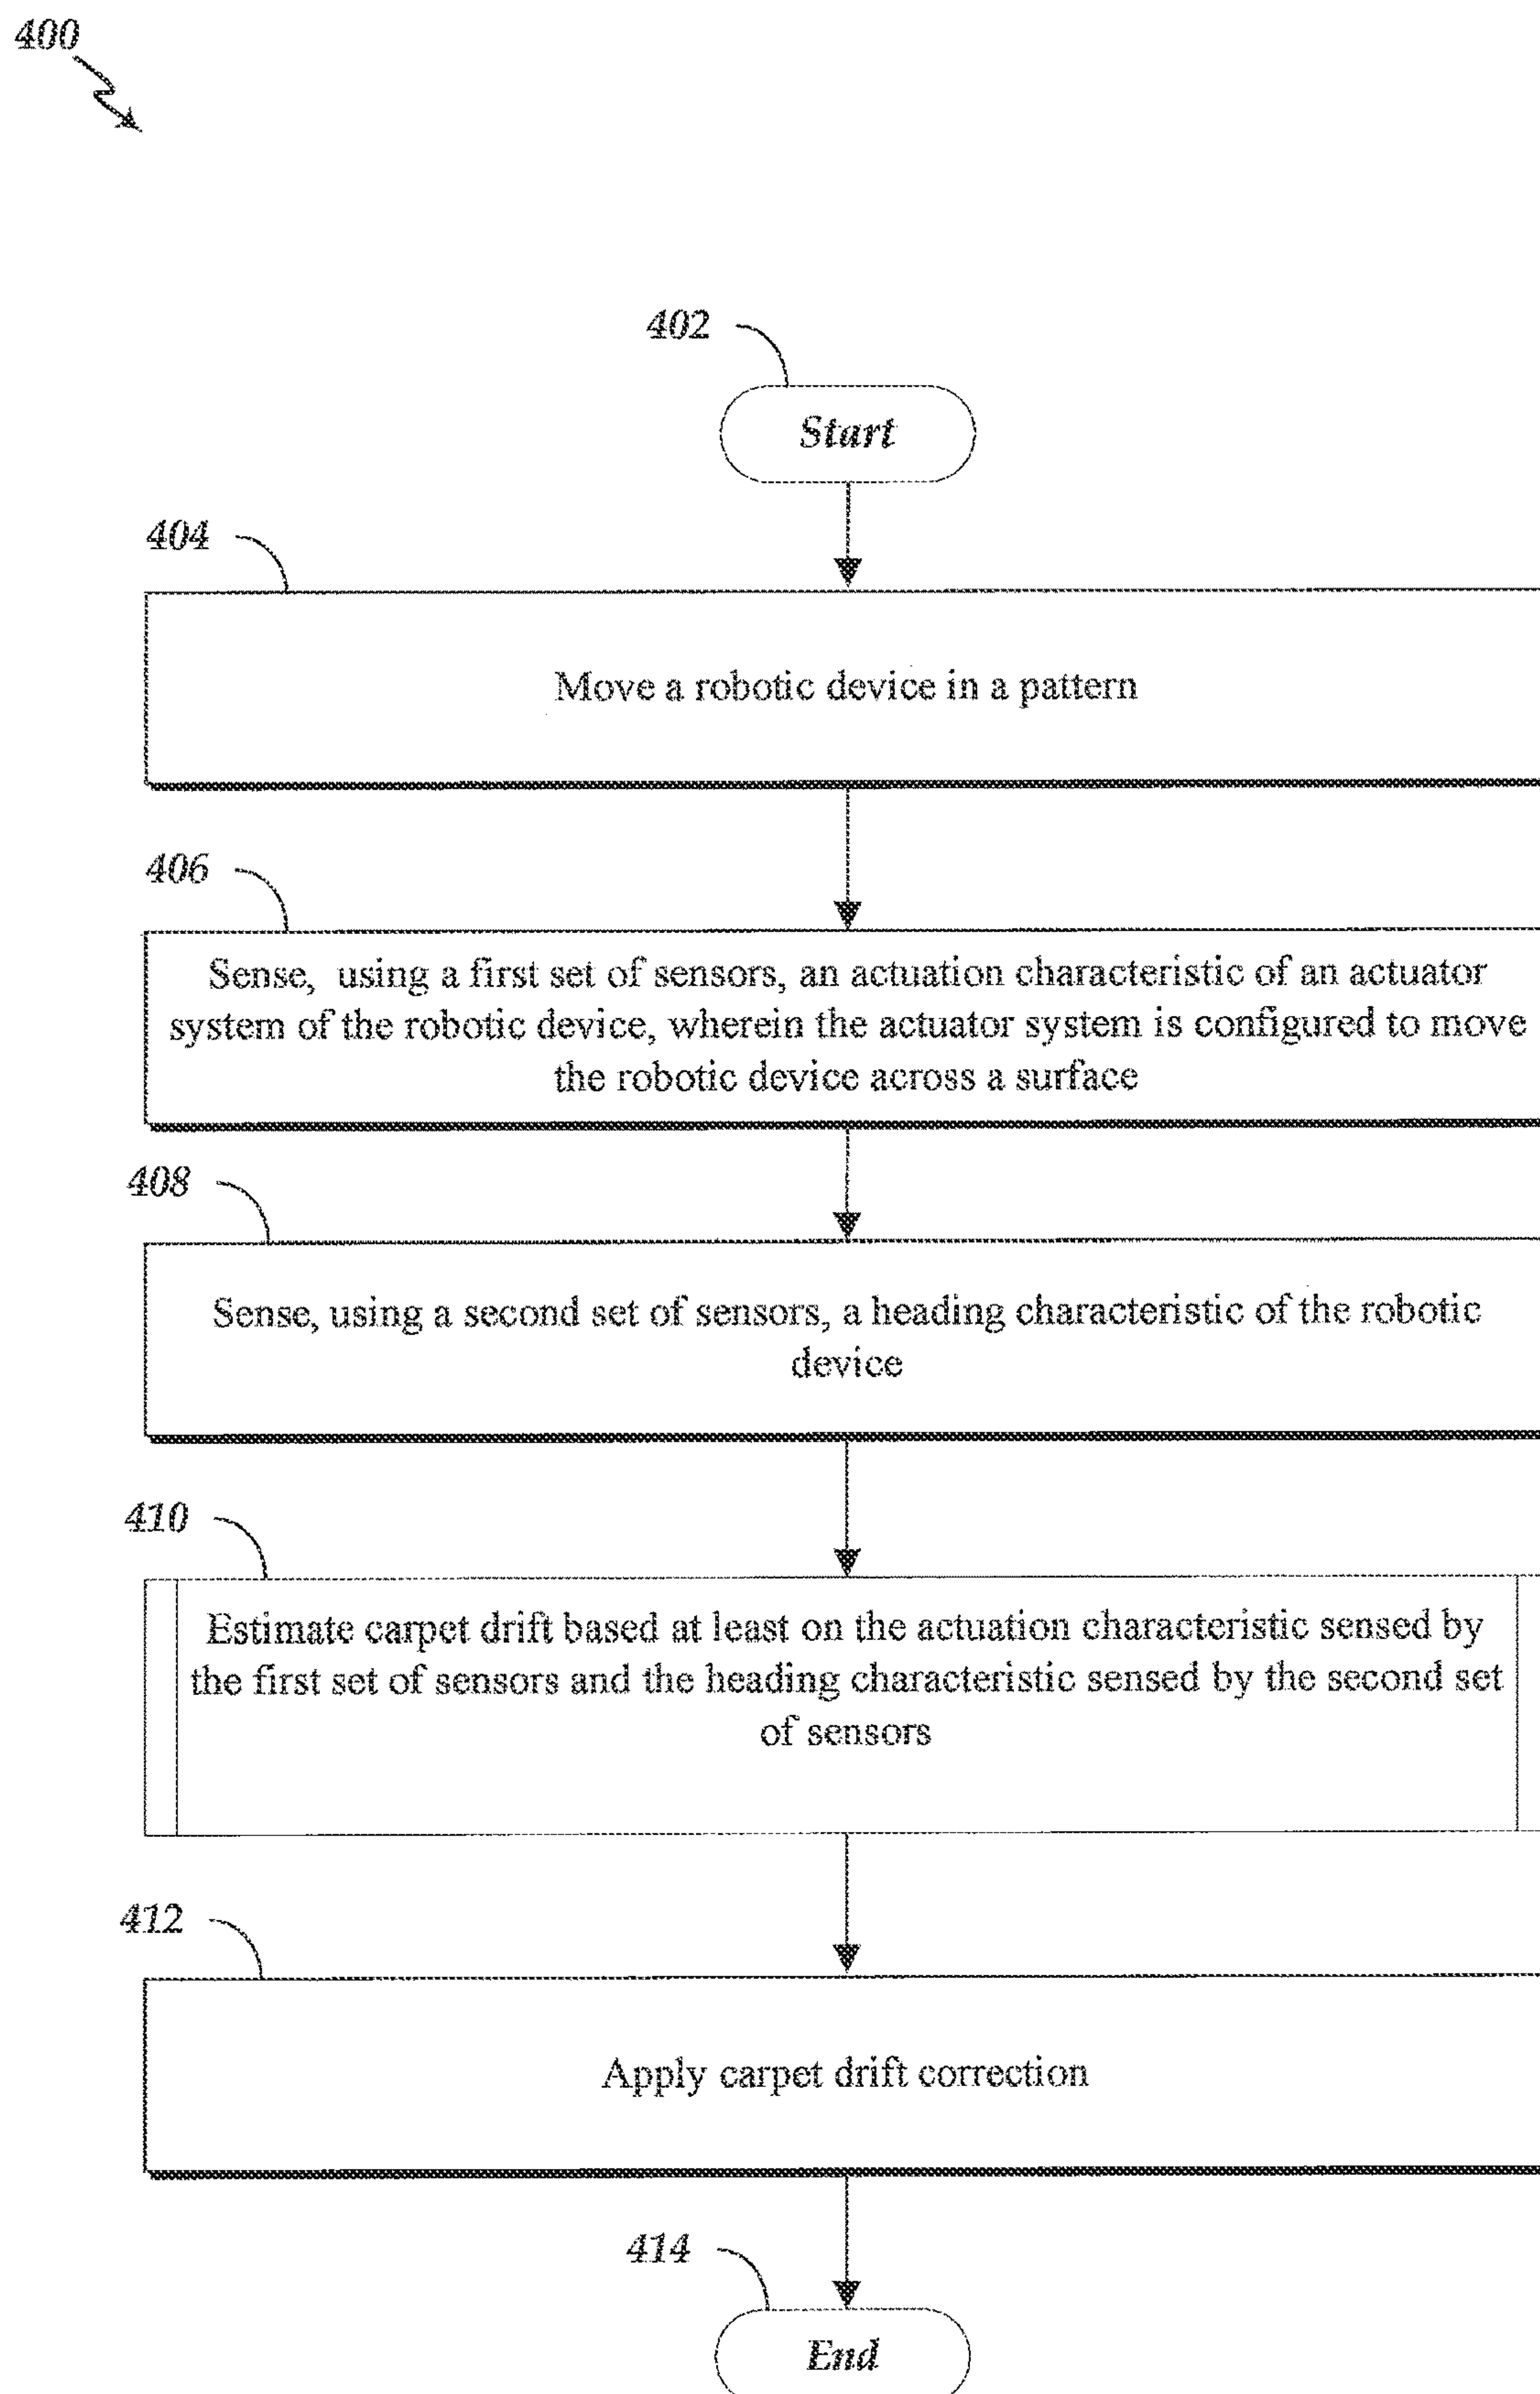 400
402
Start
404
Move a robotic device in a pattern
406
Sense, using a first set of sensors, an actuation characteristic of an actuator
system of the robotic device, wherein the actuator system is configured to move
the robotic device across a surface
408
Sense, using a second set of sensors, a heading characteristic of the robotic
device
410
Estimate carpet drift based at least on the actuation characteristic sensed by
the first set of sensors and the heading characteristic sensed by the second set
of sensors
412
Apply carpet drift correction
414
End